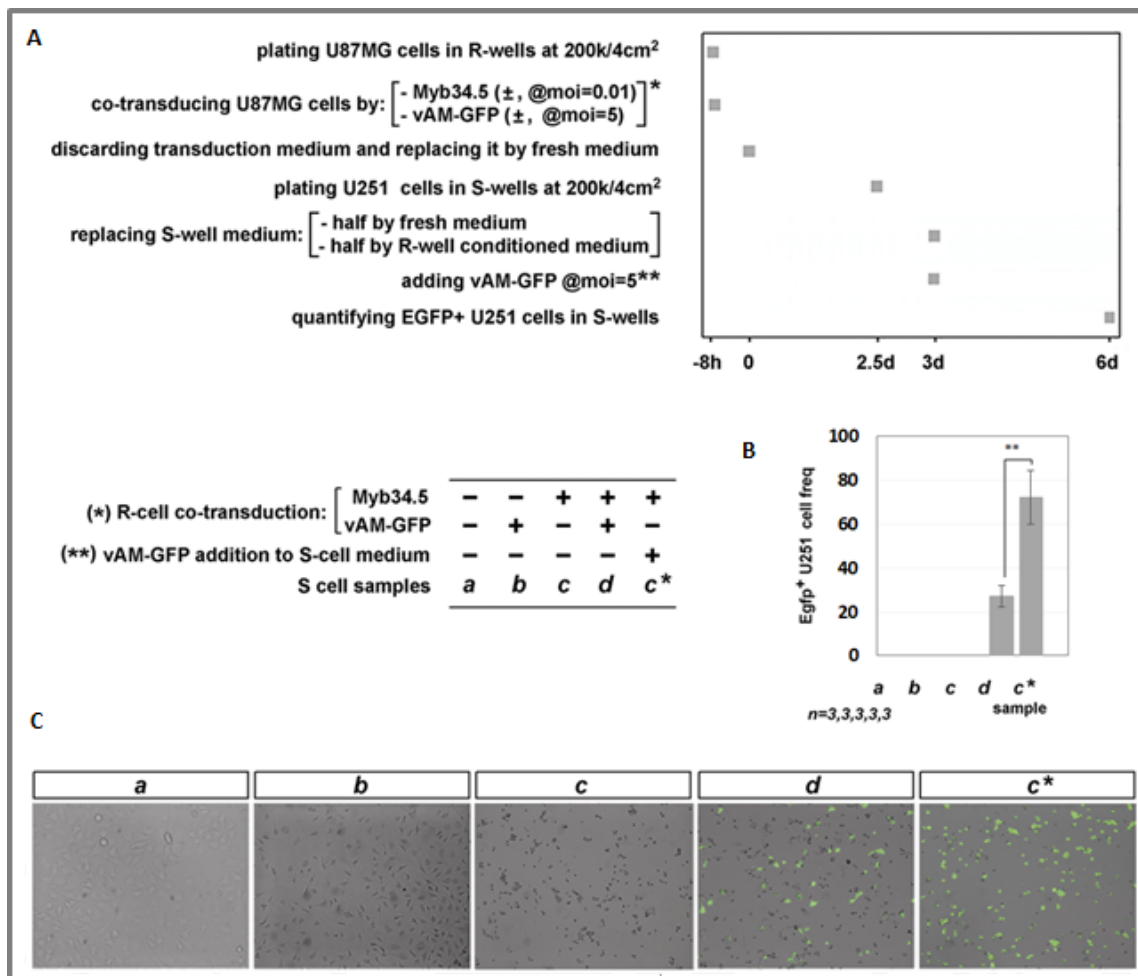 A
plating U87MG cells in R-wells at 200k/4cm²
co-transducing U87MG cells by: - Myb34.5 (±, @moi=0.01) *
- vAM-GFP (±, @moi=5)
discarding transduction medium and replacing it by fresh medium
plating U251 cells in S-wells at 200k/4cm²
replacing S-well medium: - half by fresh medium
- half by R-well conditioned medium
adding vAM-GFP @moi=5**
quantifying EGFP+ U251 cells in S-wells
-8h 0 2.5d 3d 6d
(*) R-cell co-transduction: Myb34.5 − − + + +
vAM-GFP − + − + −
(**) vAM-GFP addition to S-cell medium − − − − +
S cell samples a b c d c*
B
Egfp⁺ U251 cell freq
100
80
60
40
20
0
**
a b c d c*
n=3,3,3,3,3 sample
C
a b c d c*